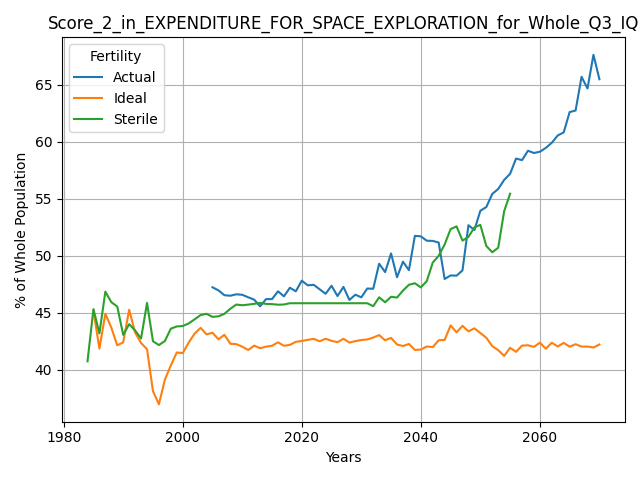 Score_2_in_EXPENDITURE_FOR_SPACE_EXPLORATION_for_Whole_Q3_IQ
Fertility
Actual
Ideal
Sterile
% of Whole Population
65
60
55
50
45
40
1980
2000
2020
2040
2060
Years